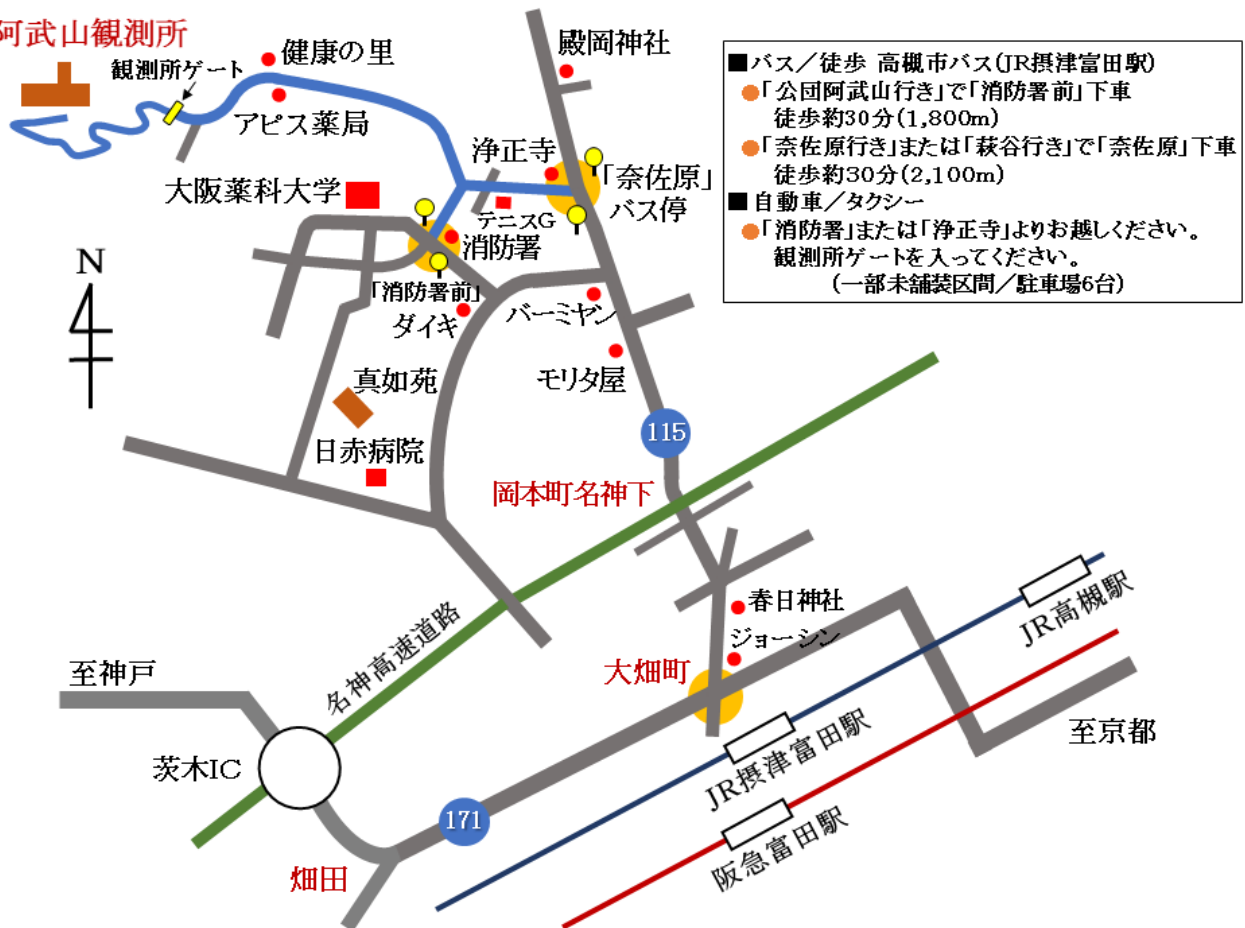 阿武山観測所
観測所ゲート
健康の里
アピス薬局
殿岡神社
■バス/徒歩 高槻市バス(JR摂津富田駅)
●「公団阿武山行き」で「消防署前」下車
徒歩約30分(1,800m)
●「奈佐原行き」または「萩谷行き」で「奈佐原」下車
徒歩約30分(2,100m)
■自動車/タクシー
●「消防署」または「浄正寺」よりお越しください。
観測所ゲートを入ってください。
(一部未舗装区間/駐車場6台)
浄正寺
「奈佐原」
バス停
大阪薬科大学
テニスG
消防署
「消防署前」
ダイキ
バーミヤン
モリタ屋
N
真如苑
日赤病院
115
岡本町名神下
春日神社
ジョーシン
大畑町
JR高槻駅
名神高速道路
至神戸
至京都
茨木IC
JR摂津富田駅
171
阪急富田駅
畑田